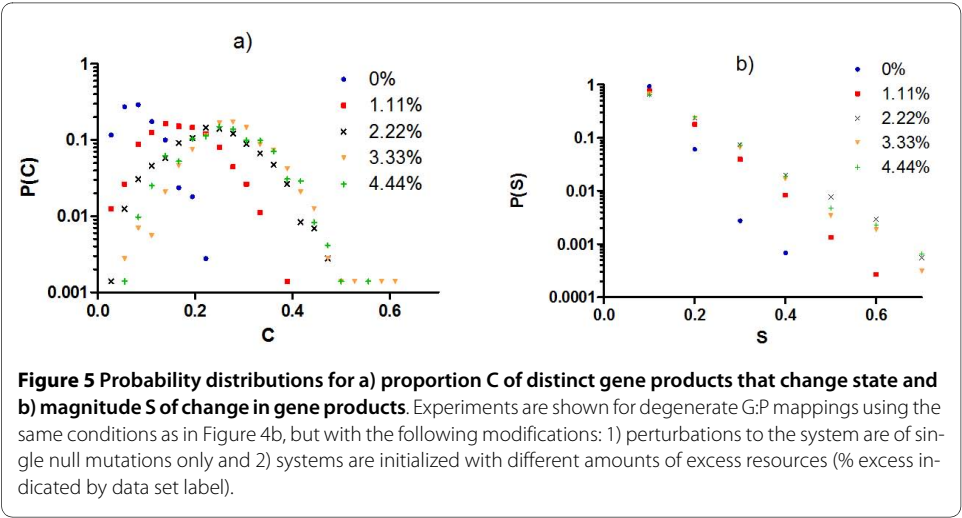 a)
1
0.1
0.01
0.001
P(C)
0.0
0.2
0.4
0.6
C
0%
1.11%
2.22%
3.33%
4.44%
b)
1
0.1
0.01
0.001
0.0001
P(S)
0.0
0.2
0.4
0.6
S
0%
1.11%
2.22%
3.33%
4.44%
Figure 5 Probability distributions for a) proportion C of distinct gene products that change state and
b) magnitude S of change in gene products. Experiments are shown for degenerate G:P mappings using the
same conditions as in Figure 4b, but with the following modifications: 1) perturbations to the system are of sin-
gle null mutations only and 2) systems are initialized with different amounts of excess resources (% excess in-
dicated by data set label).